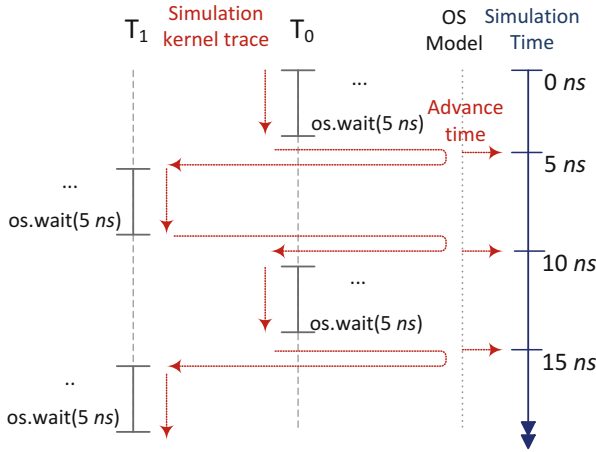 T1
Simulation
kernel trace
T0
OS
Model
Simulation
Time
0 ns
...
os.wait(5 ns)
Advance
time
5 ns
...
os.wait(5 ns)
10 ns
...
os.wait(5 ns)
15 ns
..
os.wait(5 ns)